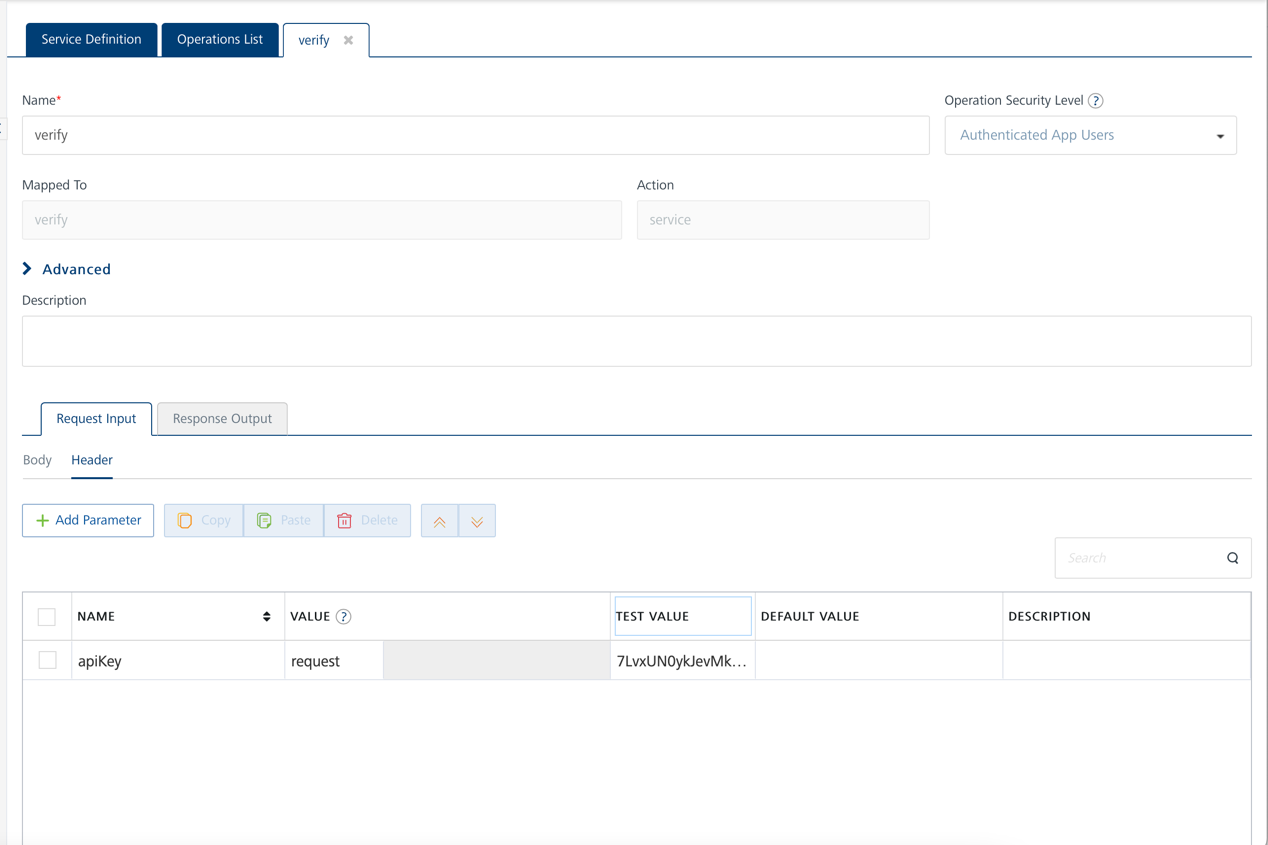 Service Definition
Operations List
verify
Name*
Operation Security Level ?
verify
Authenticated App Users
Mapped To
Action
verify
service
Advanced
Description
Request Input
Response Output
Body
Header
Add Parameter
Copy
Paste
Delete
Search
NAME
VALUE ?
TEST VALUE
DEFAULT VALUE
DESCRIPTION
apiKey
request
7LvxUN0ykJevMk...